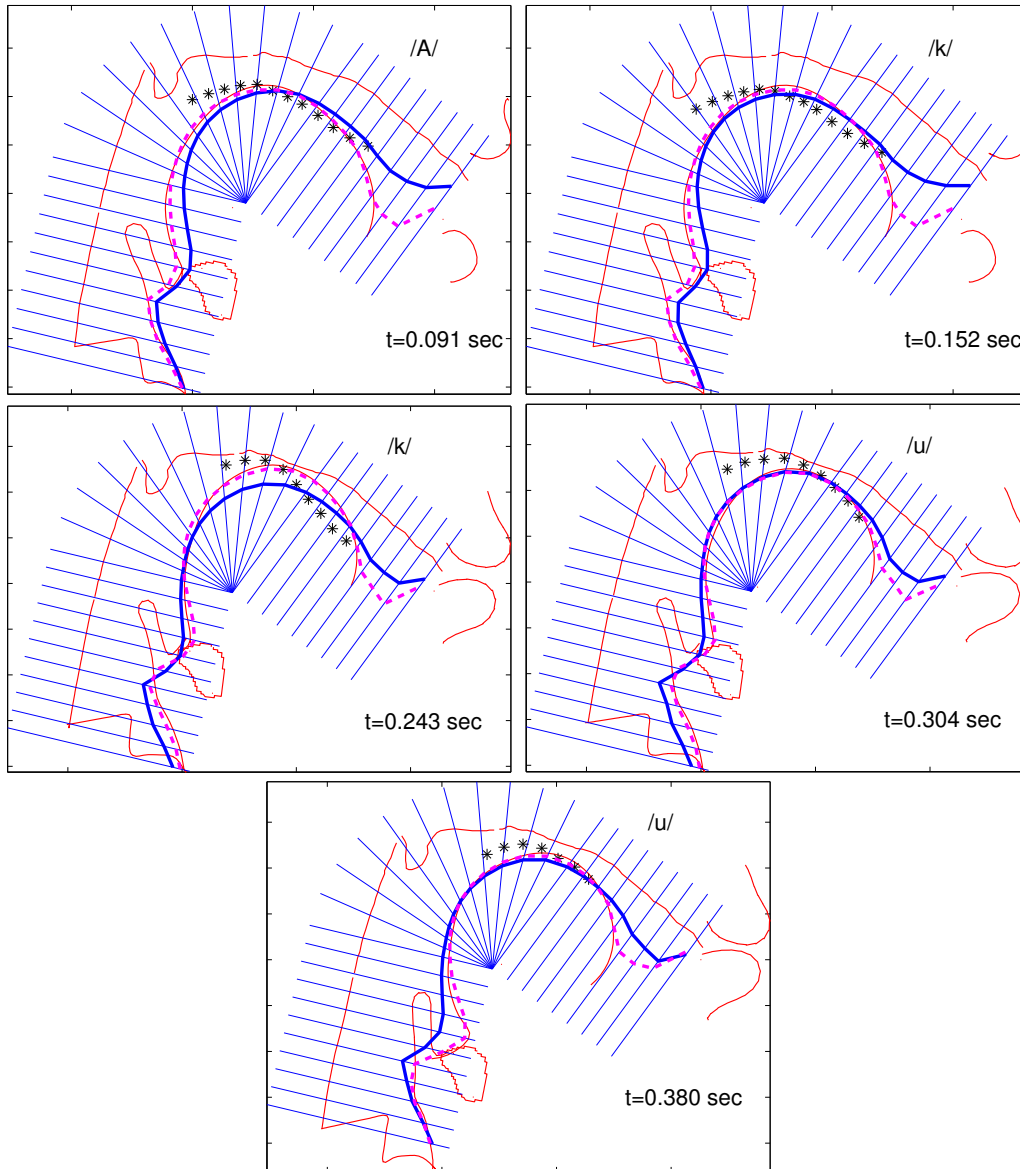 /A/
t=0.091 sec
/k/
t=0.152 sec
/k/
t=0.243 sec
/u/
t=0.304 sec
/u/
t=0.380 sec